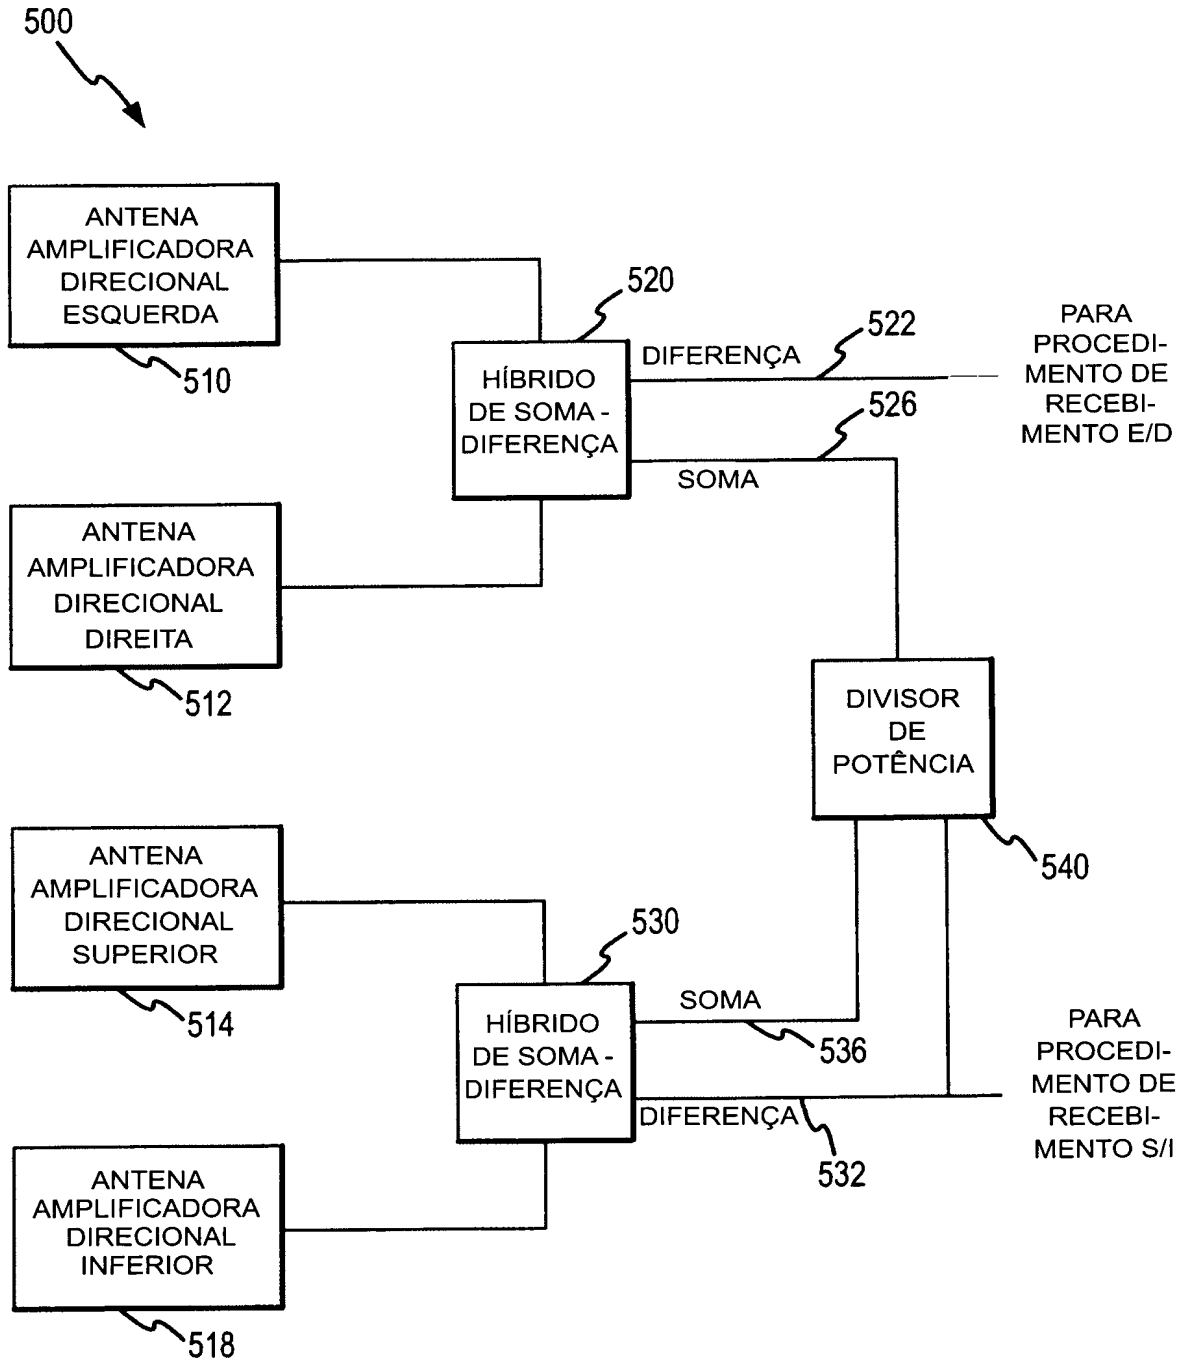 500
ANTENA
AMPLIFICADORA
DIRECIONAL
ESQUERDA
510
520
HÍBRIDO
DE SOMA -
DIFERENÇA
DIFERENÇA
522
526
SOMA
PARA
PROCEDI-
MENTO DE
RECEBI-
MENTO E/D
ANTENA
AMPLIFICADORA
DIRECIONAL
DIREITA
512
DIVISOR
DE
POTÊNCIA
540
ANTENA
AMPLIFICADORA
DIRECIONAL
SUPERIOR
514
530
HÍBRIDO
DE SOMA -
DIFERENÇA
SOMA
536
DIFERENÇA
532
PARA
PROCEDI-
MENTO DE
RECEBI-
MENTO S/I
ANTENA
AMPLIFICADORA
DIRECIONAL
INFERIOR
518